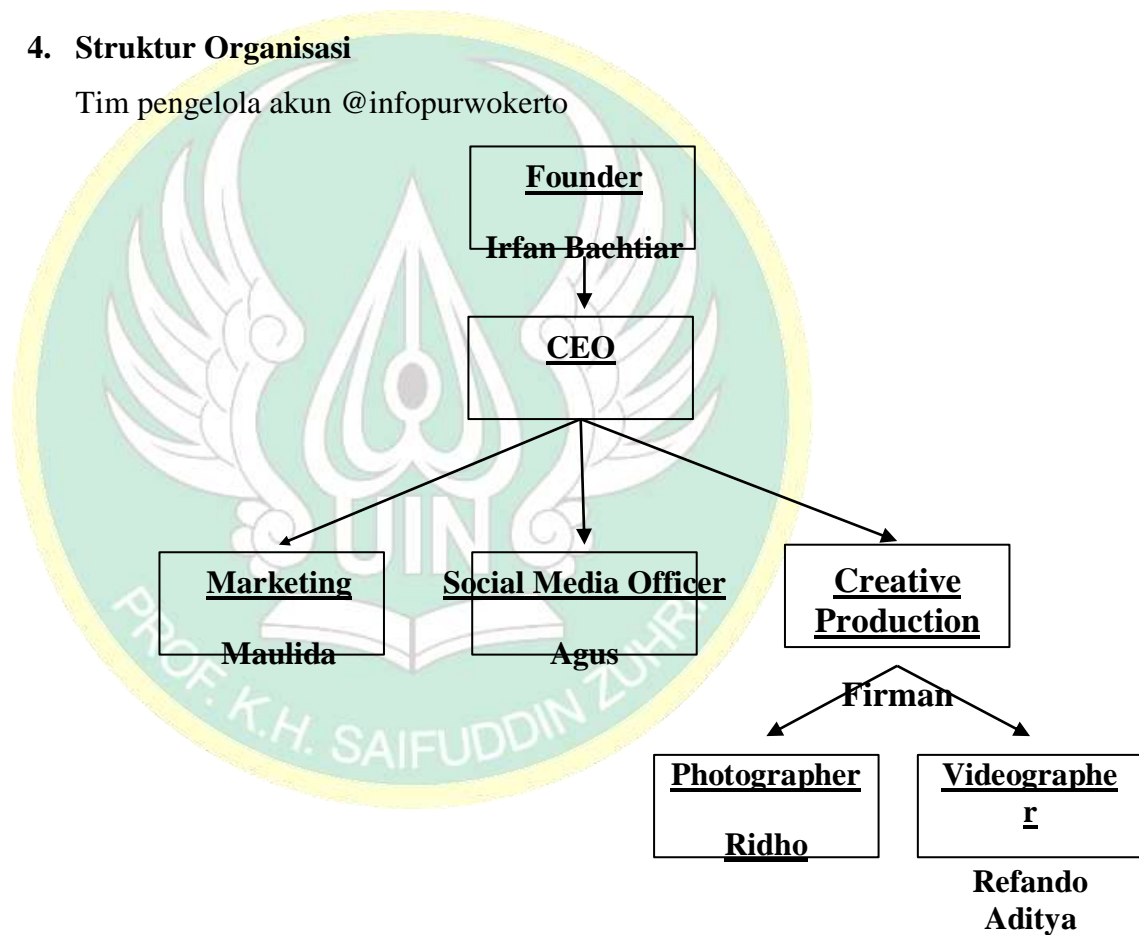 4. Struktur Organisasi
Tim pengelola akun @infopurwokerto
Founder
Irfan Bachtiar
CEO
Marketing
Maulida
Social Media Officer
Agus
Creative
Production
Firman
Photographer
Ridho
Videographe
r
Refando
Aditya
UIN
PROF. K.H. SAIFUDDIN ZUHRI